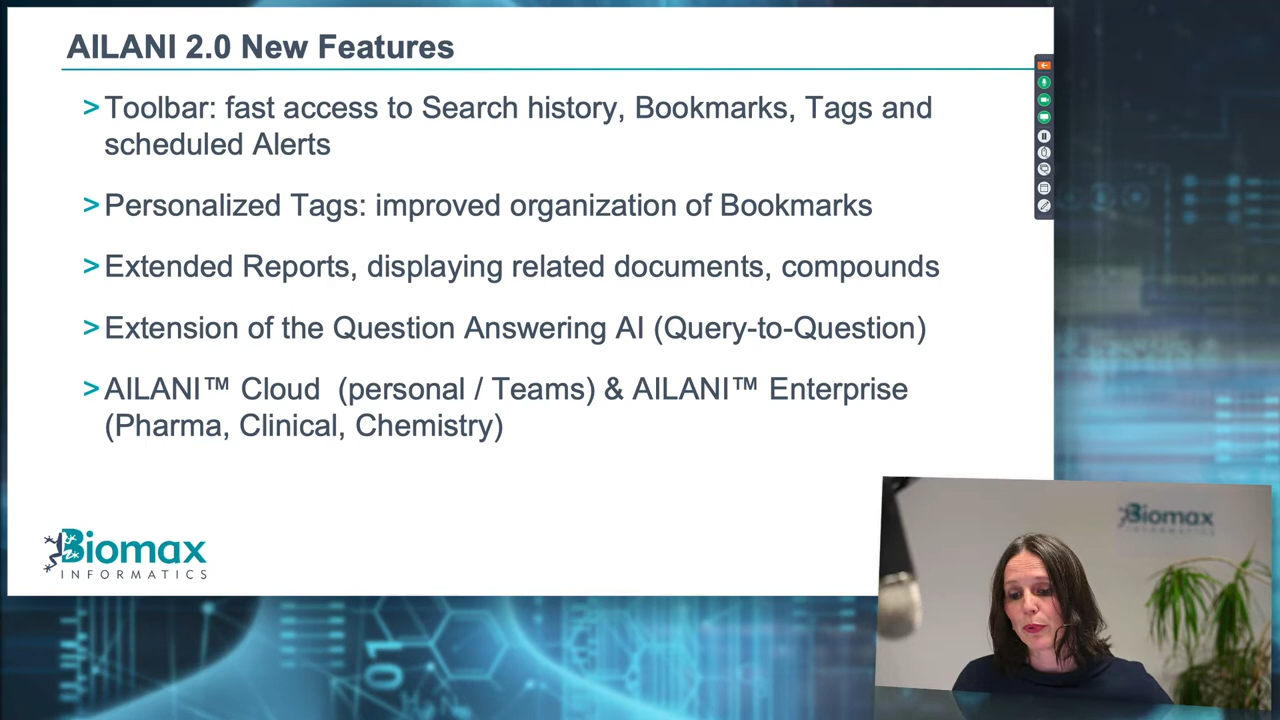 AILANI 2.0 New Features
> Toolbar: fast access to Search history, Bookmarks, Tags and
scheduled Alerts
> Personalized Tags: improved organization of Bookmarks
> Extended Reports, displaying related documents, compounds
> Extension of the Question Answering AI (Query-to-Question)
> AILANI™ Cloud (personal / Teams) & AILANI™ Enterprise
(Pharma, Clinical, Chemistry)
Biomax
INFORMATICS
Biomax
INFORMATICS
01